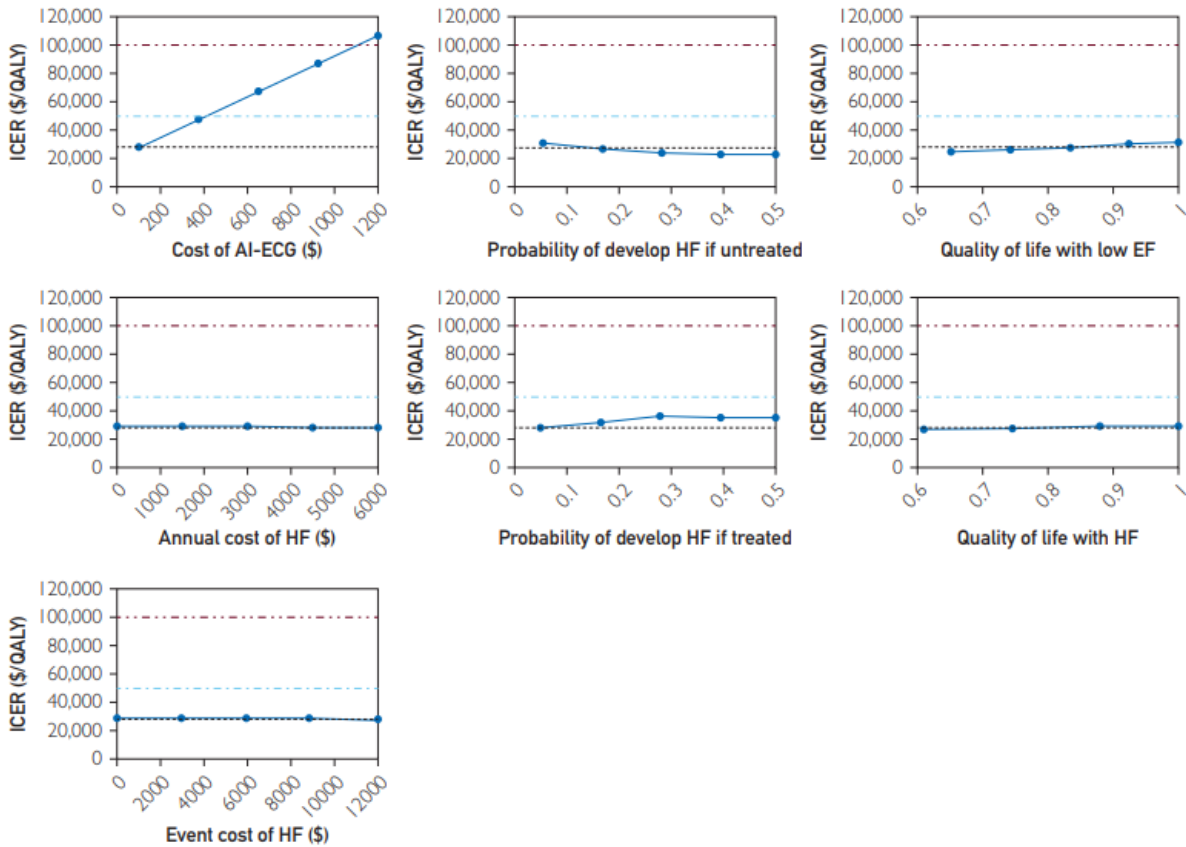 120,000
100,000
80,000
60,000
40,000
20,000
0
ICER ($/QALY)
0 200 400 600 800 1000 1200
Cost of AI-ECG ($)
120,000
100,000
80,000
60,000
40,000
20,000
0
ICER ($/QALY)
0 0.1 0.2 0.3 0.4 0.5
Probability of develop HF if untreated
120,000
100,000
80,000
60,000
40,000
20,000
0
ICER ($/QALY)
0.6 0.7 0.8 0.9 1
Quality of life with low EF
120,000
100,000
80,000
60,000
40,000
20,000
0
ICER ($/QALY)
0 1000 2000 3000 4000 5000 6000
Annual cost of HF ($)
120,000
100,000
80,000
60,000
40,000
20,000
0
ICER ($/QALY)
0 0.1 0.2 0.3 0.4 0.5
Probability of develop HF if treated
120,000
100,000
80,000
60,000
40,000
20,000
0
ICER ($/QALY)
0.6 0.7 0.8 0.9 1
Quality of life with HF
120,000
100,000
80,000
60,000
40,000
20,000
0
ICER ($/QALY)
0 2000 4000 6000 8000 10000 12000
Event cost of HF ($)